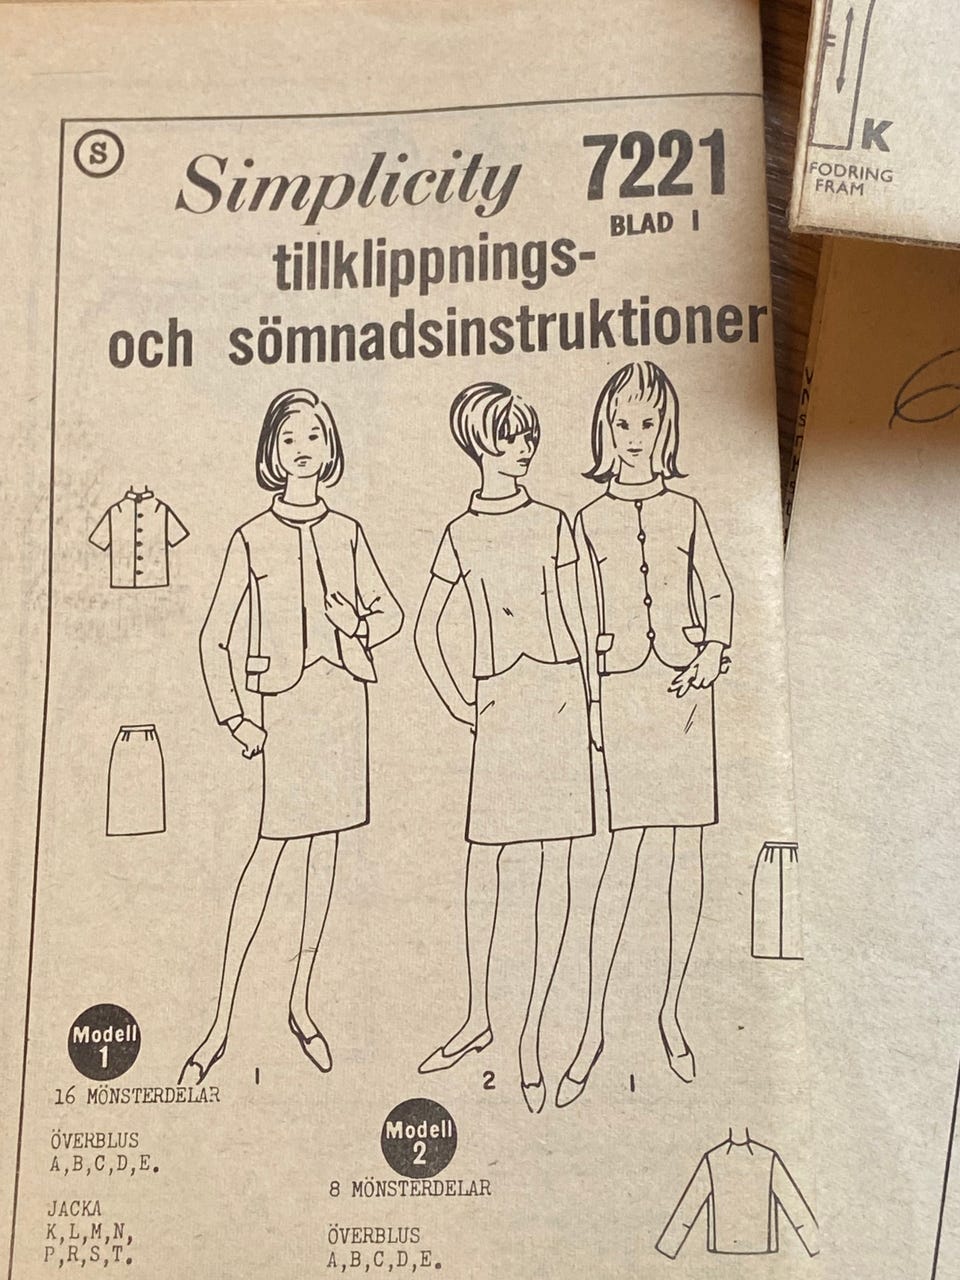 S
Simplicity 7221
BLAD I
tillklippnings-
och sömnadsinstruktioner
K
FODRING
FRAM
1
2
1
Modell
1
16 MÖNSTERDELAR
ÖVERBLUS
A,B,C,D,E.
JACKA
K,L,M,N,
P,R,S,T.
Modell
2
8 MÖNSTERDELAR
ÖVERBLUS
A,B,C,D,E.